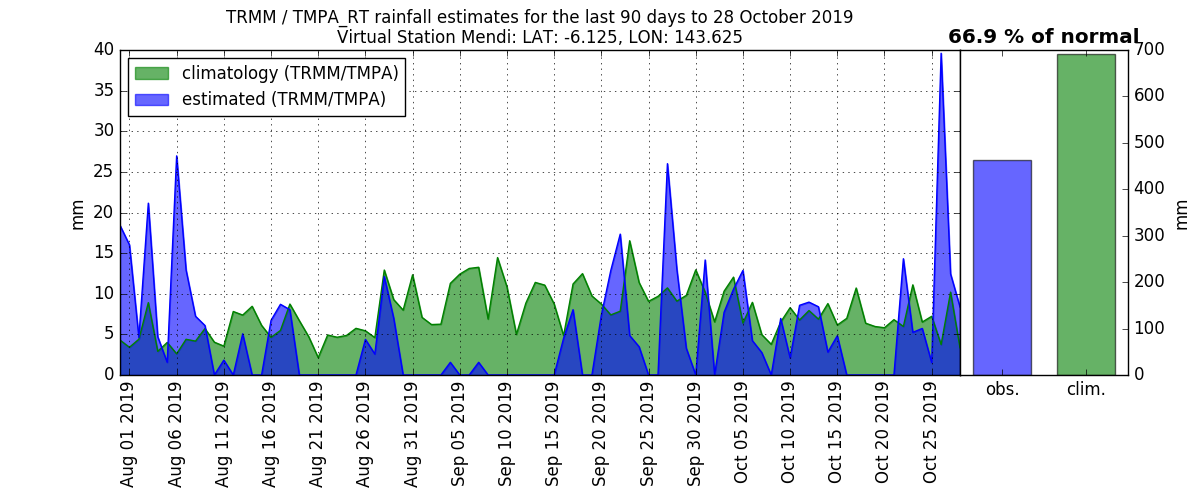 TRMM / TMPA_RT rainfall estimates for the last 90 days to 28 October 2019
Virtual Station Mendi: LAT: -6.125, LON: 143.625
66.9 % of normal
climatology (TRMM/TMPA)
estimated (TRMM/TMPA)
40
35
30
25
20
15
10
5
0
mm
700
600
500
400
300
200
100
0
mm
Aug 01 2019
Aug 06 2019
Aug 11 2019
Aug 16 2019
Aug 21 2019
Aug 26 2019
Aug 31 2019
Sep 05 2019
Sep 10 2019
Sep 15 2019
Sep 20 2019
Sep 25 2019
Sep 30 2019
Oct 05 2019
Oct 10 2019
Oct 15 2019
Oct 20 2019
Oct 25 2019
obs.
clim.